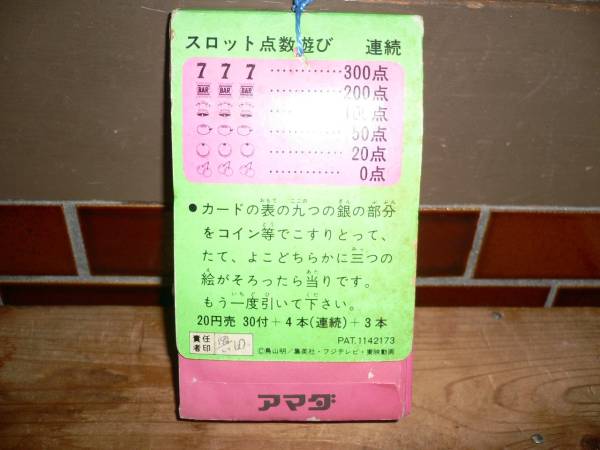 スロット点数遊び 連続
7 7 7 …………300点
BAR BAR BAR …………200点
…………100点
…………50点
…………20点
…………0点
●カードの表の九つの銀の部分
をコイン等でこすりとって、
たて、よこどちらかに三つの
絵がそろったら当りです。
もう一度引いて下さい。
20円売 30付+4本(連続)+3本
責任者印
PAT.1142173
©鳥山明/集英社・フジテレビ・東映動画
アマダ